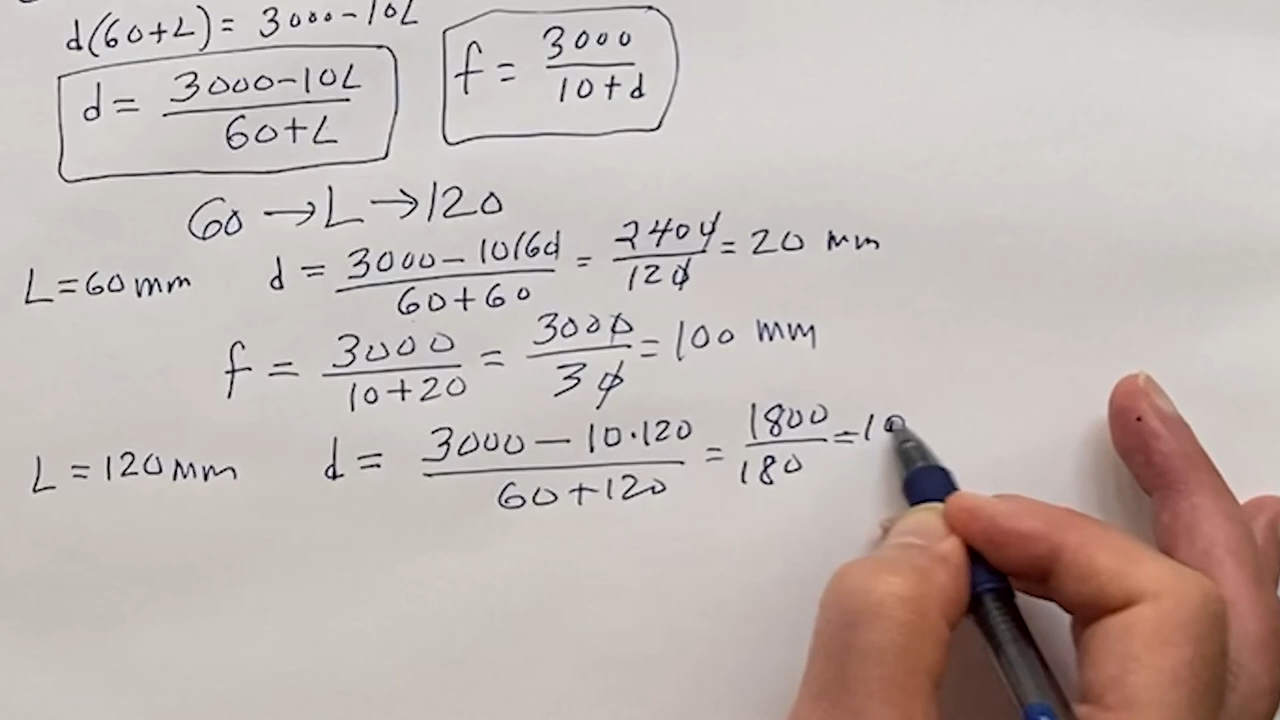 d(60+L) = 3000-10L
d = 3000-10L / 60+L
f = 3000 / 10+d
60 → L → 120
L = 60 mm d = 3000-10(60) / 60+60 = 2400 / 120 = 20 mm
f = 3000 / 10+20 = 3000 / 30 = 100 mm
L = 120 mm d = 3000 - 10·120 / 60+120 = 1800 / 180 = 10